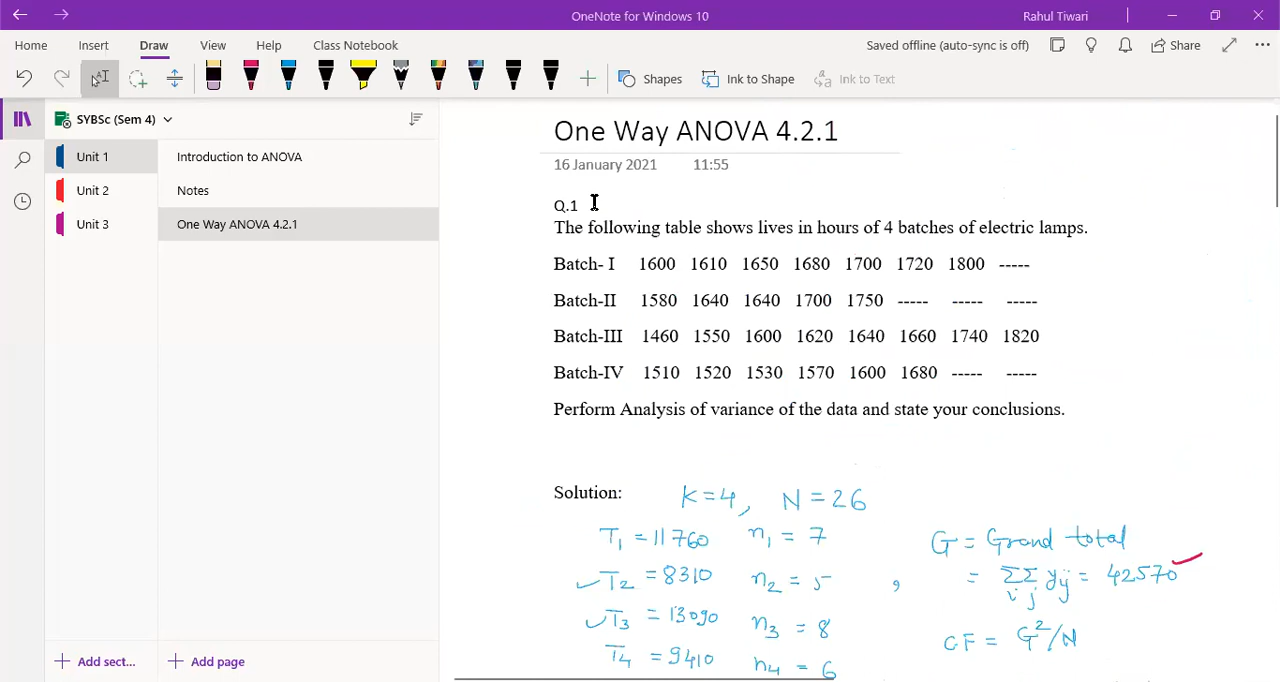 OneNote for Windows 10
Rahul Tiwari
Home Insert Draw View Help Class Notebook
Saved offline (auto-sync is off)
Share
Shapes
Ink to Shape
Ink to Text
SYBSc (Sem 4)
Unit 1
Unit 2
Unit 3
Introduction to ANOVA
Notes
One Way ANOVA 4.2.1
Add sect...
Add page
One Way ANOVA 4.2.1
16 January 2021 11:55
Q.1
The following table shows lives in hours of 4 batches of electric lamps.
Batch- I 1600 1610 1650 1680 1700 1720 1800 -----
Batch-II 1580 1640 1640 1700 1750 ----- ----- -----
Batch-III 1460 1550 1600 1620 1640 1660 1740 1820
Batch-IV 1510 1520 1530 1570 1600 1680 ----- -----
Perform Analysis of variance of the data and state your conclusions.
Solution: K=4, N=26
T₁ = 11760 n₁ = 7
✓T₂ = 8310 n₂ = 5 ,
✓T₃ = 13090 n₃ = 8
T₄ = 9410 n₄ = 6
G = Grand total
= ΣΣ yᵢⱼ = 42570 ✓
i j
CF = G²/N